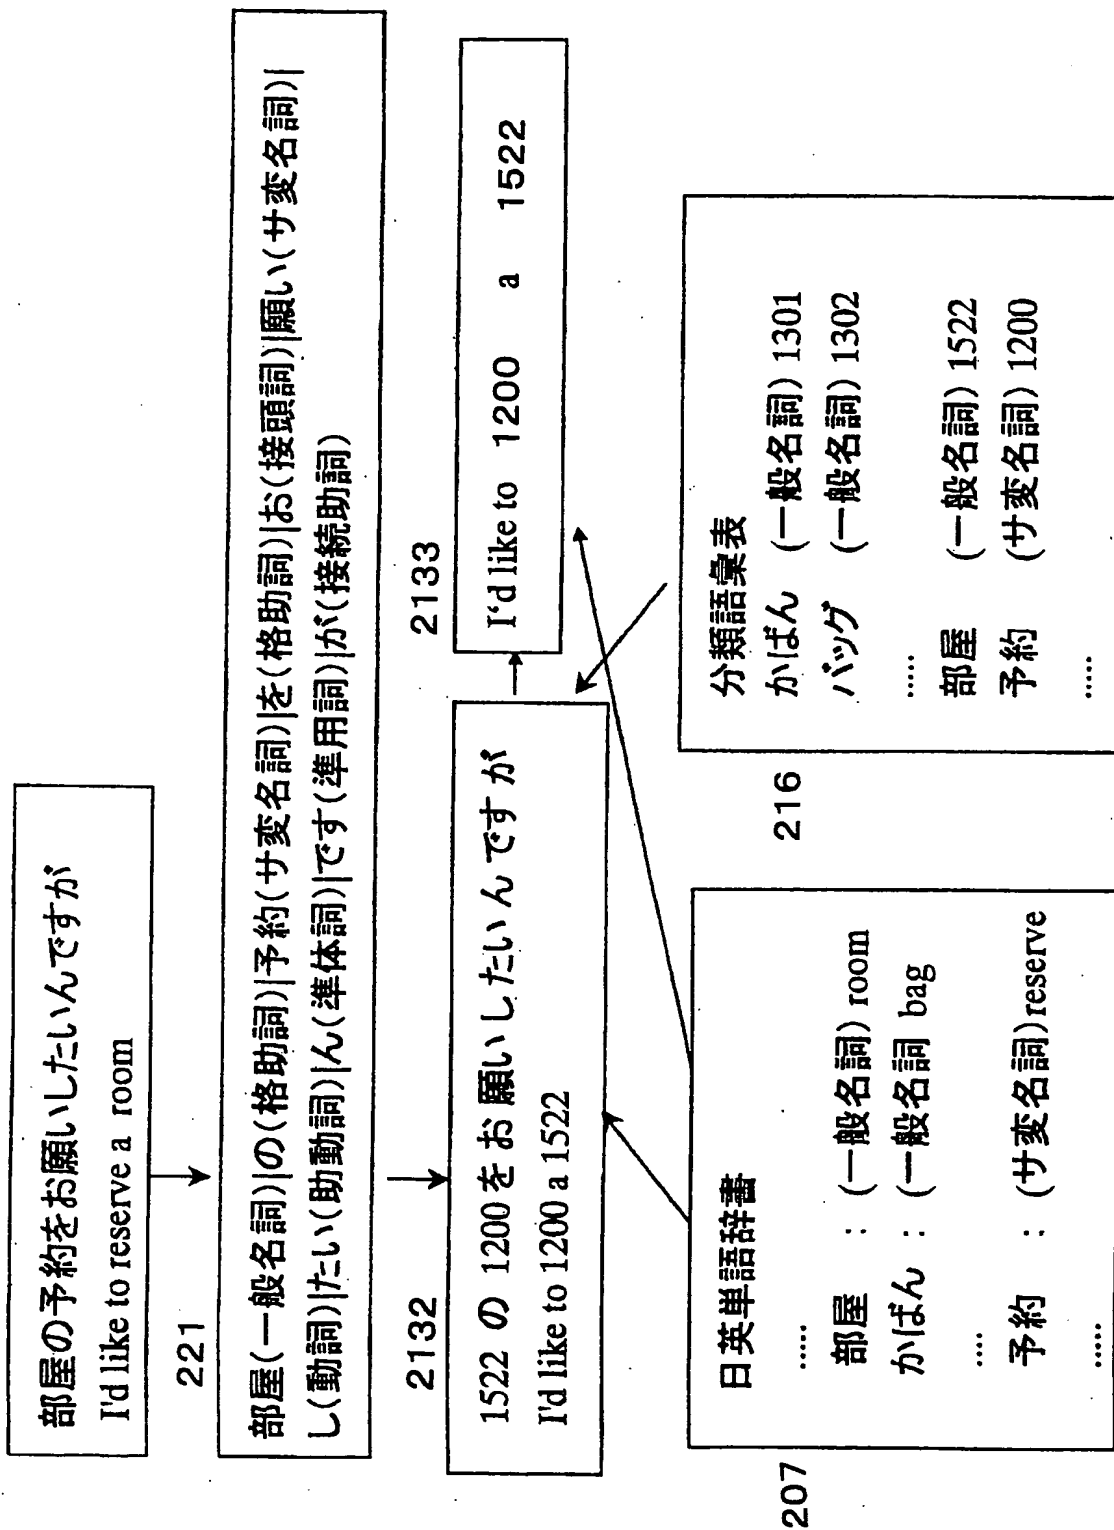 部屋の予約をお願いしたいんですが
I'd like to reserve a room
221
部屋(一般名詞)|の(格助詞)|予約(サ変名詞)|を(格助詞)|お(接頭詞)|願い(サ変名詞)|
し(動詞)|たい(助動詞)|ん(準体詞)|です(準用詞)|が(接続助詞)
2132
1522 の 1200をお願いしたいんですが
I'd like to 1200 a 1522
2133
I'd like to 1200 a 1522
207
日英単語辞書
.....
部屋 : (一般名詞) room
かばん : (一般名詞 bag
....
予約 : (サ変名詞)reserve
.....
216
分類語彙表
かばん (一般名詞) 1301
バッグ (一般名詞) 1302
.....
部屋 (一般名詞) 1522
予約 (サ変名詞) 1200
.....